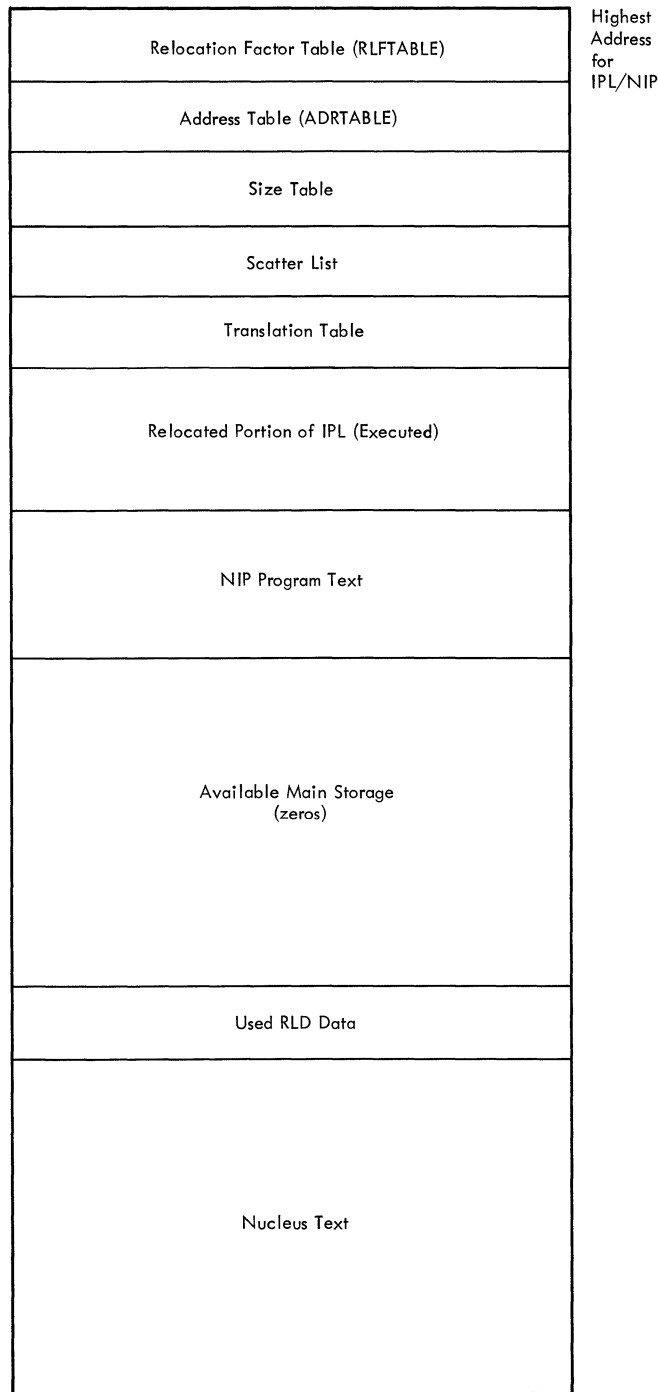 Highest
Address
for
IPL/NIP
Relocation Factor Table (RLFTABLE)
Address Table (ADRTABLE)
Size Table
Scatter List
Translation Table
Relocated Portion of IPL (Executed)
NIP Program Text
Available Main Storage
(zeros)
Used RLD Data
Nucleus Text